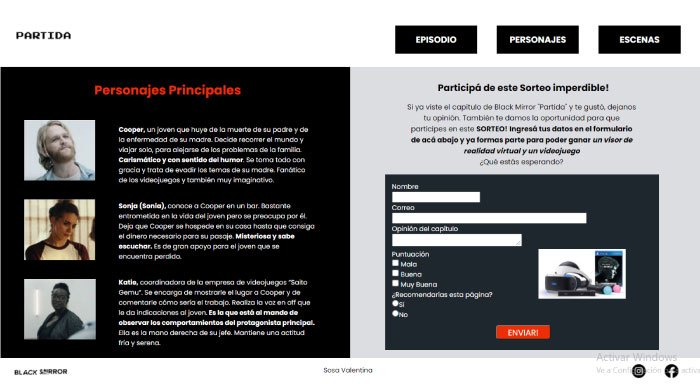 PARTIDA
EPISODIO
PERSONAJES
ESCENAS
Personajes Principales
Cooper, un joven que huye de la muerte de su padre y de
la enfermedad de su madre. Decide recorrer el mundo y
viajar solo, para alejarse de los problemas de la familia.
Carismático y con sentido del humor. Se toma todo con
gracia y trata de evadir los temas de su madre. Fanático
de los videojuegos y también muy imaginativo.
Sonja (Sonia), conoce a Cooper en un bar. Bastante
entrometida en la vida del joven pero se preocupa por él.
Deja que Cooper se hospede en su casa hasta que consiga
el dinero necesario para su pasaje. Misteriosa y sabe
escuchar. Es de gran apoyo para el joven que se
encuentra perdido.
Katie, coordinadora de la empresa de videojuegos "Saito
Gemu". Se encarga de mostrarle el lugar a Cooper y de
comentarle cómo sería el trabajo. Realiza la voz en off que
le da indicaciones al joven. Es la que está al mando de
observar los comportamientos del protagonista principal.
Ella es la mano derecha de su jefe. Mantiene una actitud
fría y serena.
Participá de este Sorteo imperdible!
Si ya viste el capítulo de Black Mirror "Partida" y te gustó, dejanos
tu opinión. También te damos la oportunidad para que
participes en este SORTEO! Ingresá tus datos en el formulario
de acá abajo y ya formas parte para poder ganar un visor de
realidad virtual y un videojuego
¿Qué estás esperando?
Nombre
Correo
Opinión del capítulo
Puntuación
Mala
Buena
Muy Buena
¿Recomendarías esta página?
Sí
No
ENVIAR!
BLACK MIRROR
Sosa Valentina
Activar Windows